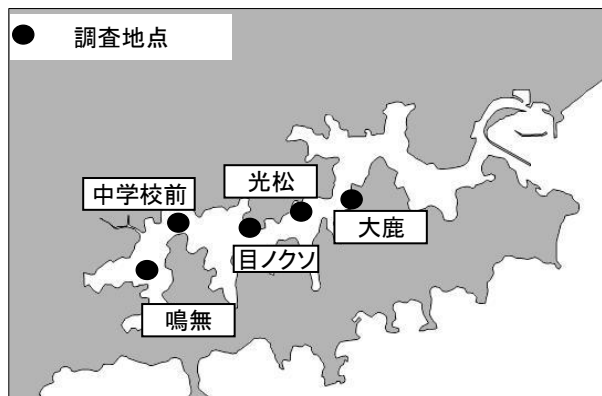 調査地点
光松
中学校前
大鹿
目ノクソ
鳴無